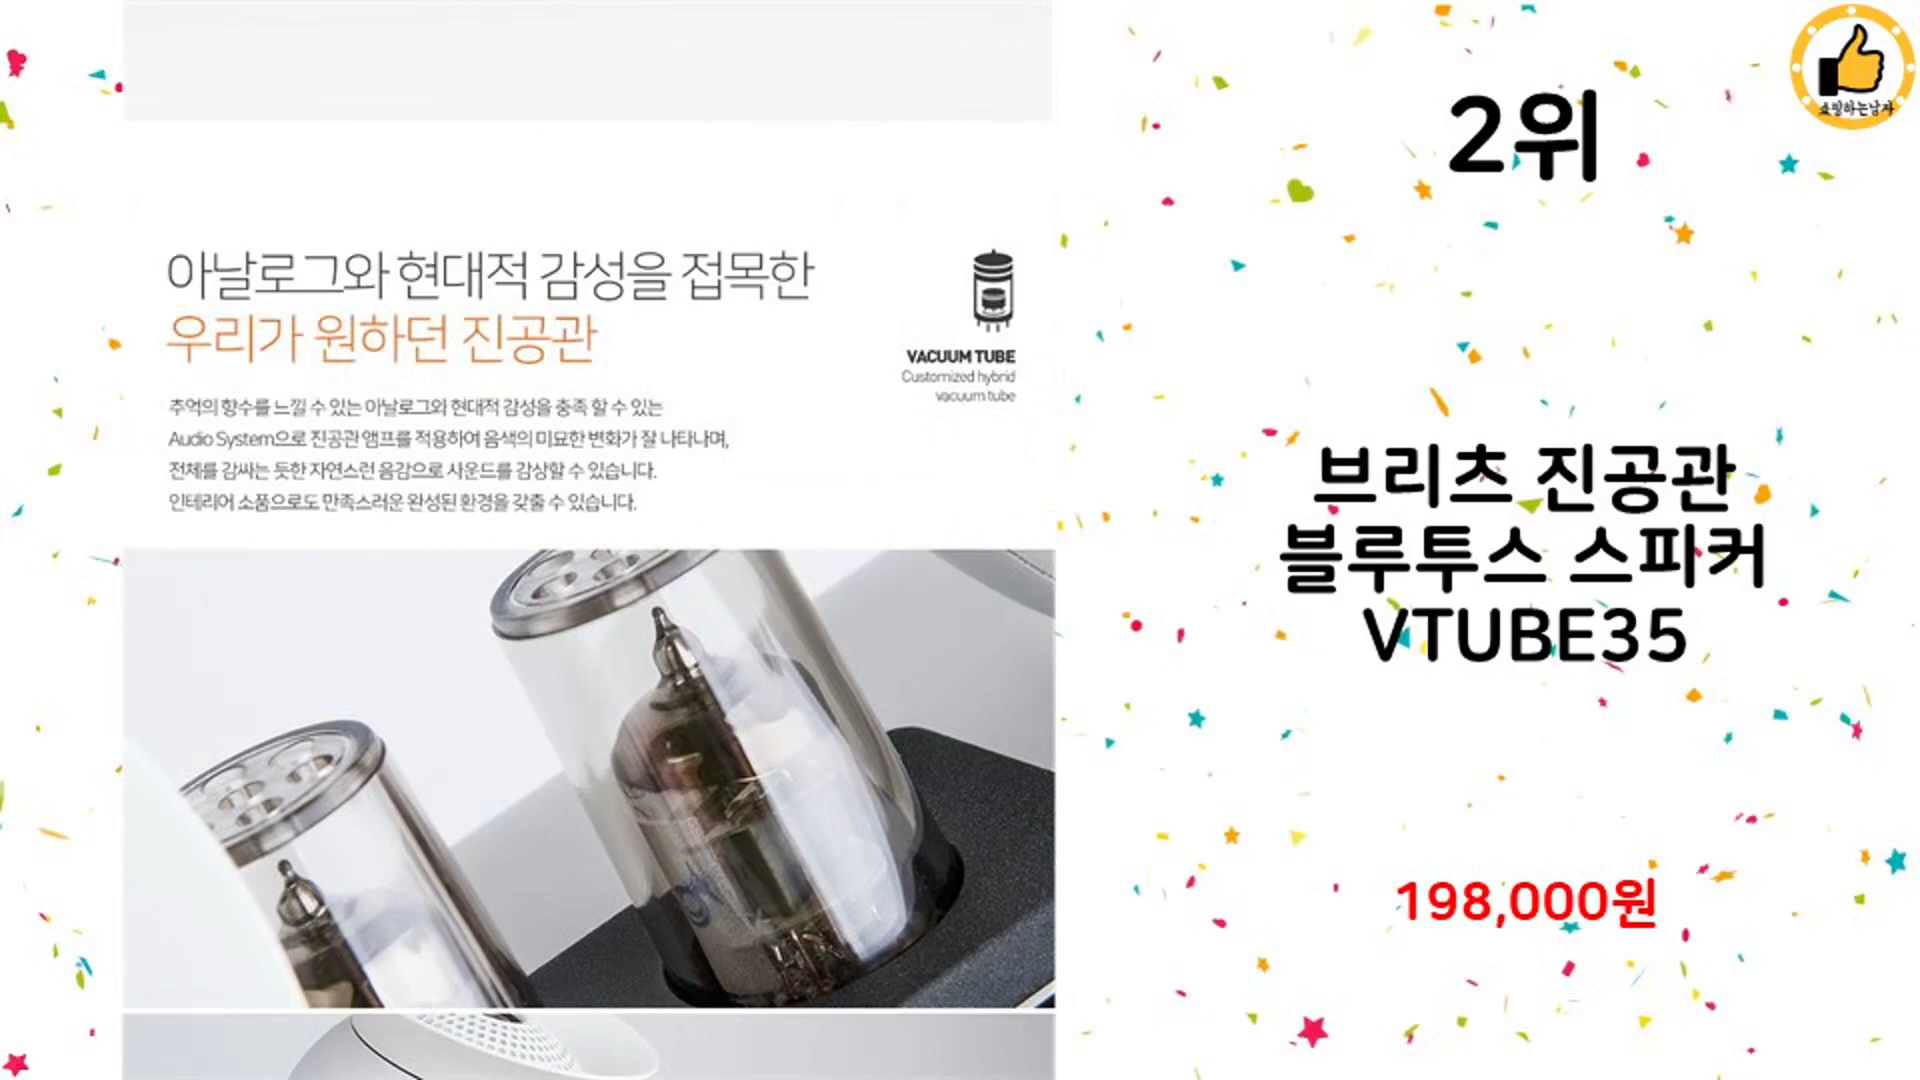 쇼핑하는남자
2위
아날로그와 현대적 감성을 접목한
우리가 원하던 진공관
VACUUM TUBE
Customized hybrid
vacuum tube
추억의 향수를 느낄 수 있는 아날로그와 현대적 감성을 충족 할 수 있는
Audio System으로 진공관 앰프를 적용하여 음색의 미묘한 변화가 잘 나타나며,
전체를 감싸는 듯한 자연스런 음감으로 사운드를 감상할 수 있습니다.
인테리어 소품으로도 만족스러운 완성된 환경을 갖출 수 있습니다.
브리츠 진공관
블루투스 스피커
VTUBE35
198,000원